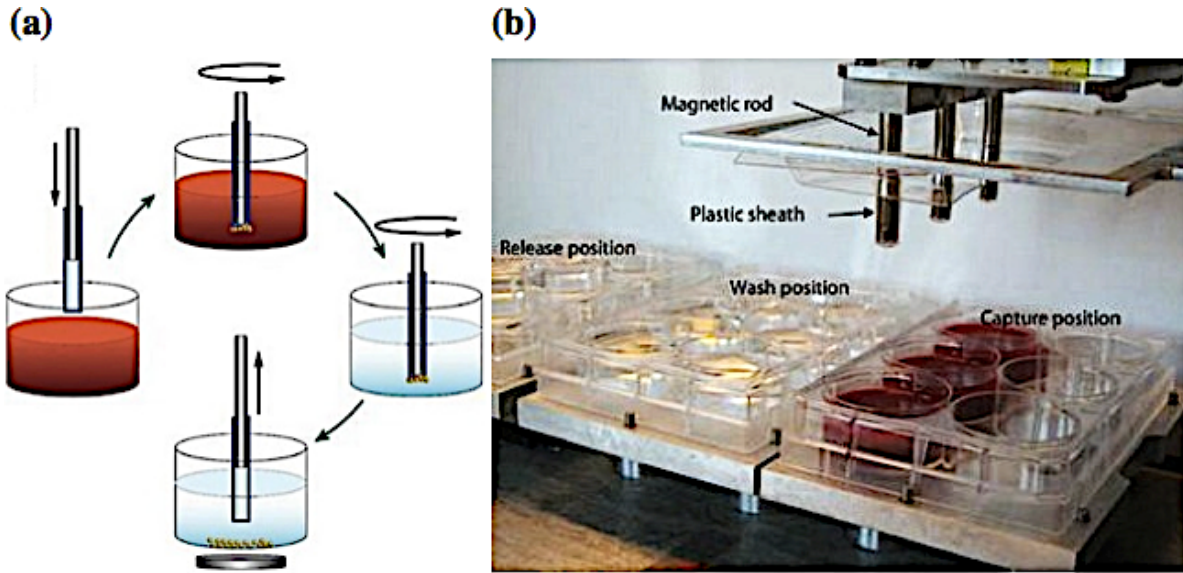 (a)
(b)
Magnetic rod
Plastic sheath
Release position
Wash position
Capture position